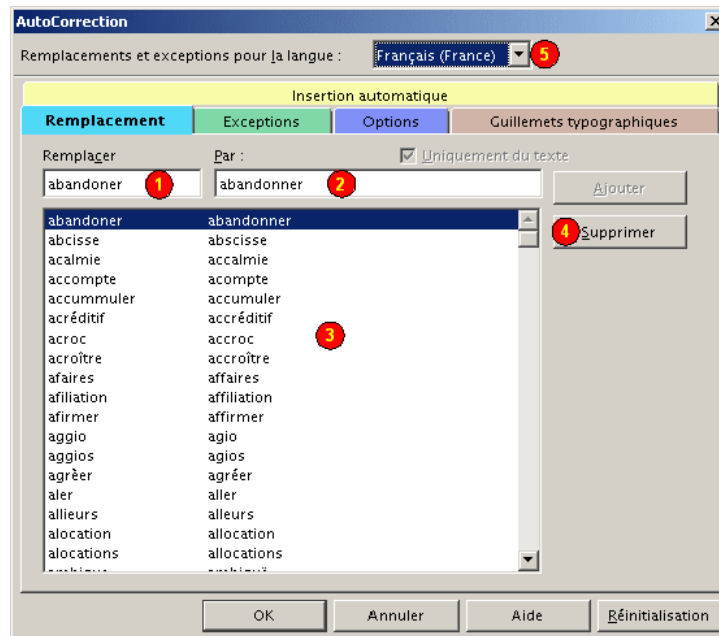 AutoCorrection
Remplacements et exceptions pour la langue : Français (France) 5
Insertion automatique
Remplacement Exceptions Options Guillemets typographiques
Remplacer Par : Uniquement du texte
abandoner 1 abandonner 2 Ajouter
abandoner abandonner
4 Supprimer
abcisse abscisse
acalmie accalmie
accompte acompte
accummuler accumuler
acréditif accréditif
acroc accroc 3
acroître accroître
afaires affaires
afiliation affiliation
afirmer affirmer
aggio agio
aggios agios
agrèer agréer
aler aller
allieurs alleurs
alocation allocation
alocations allocations
OK Annuler Aide Réinitialisation